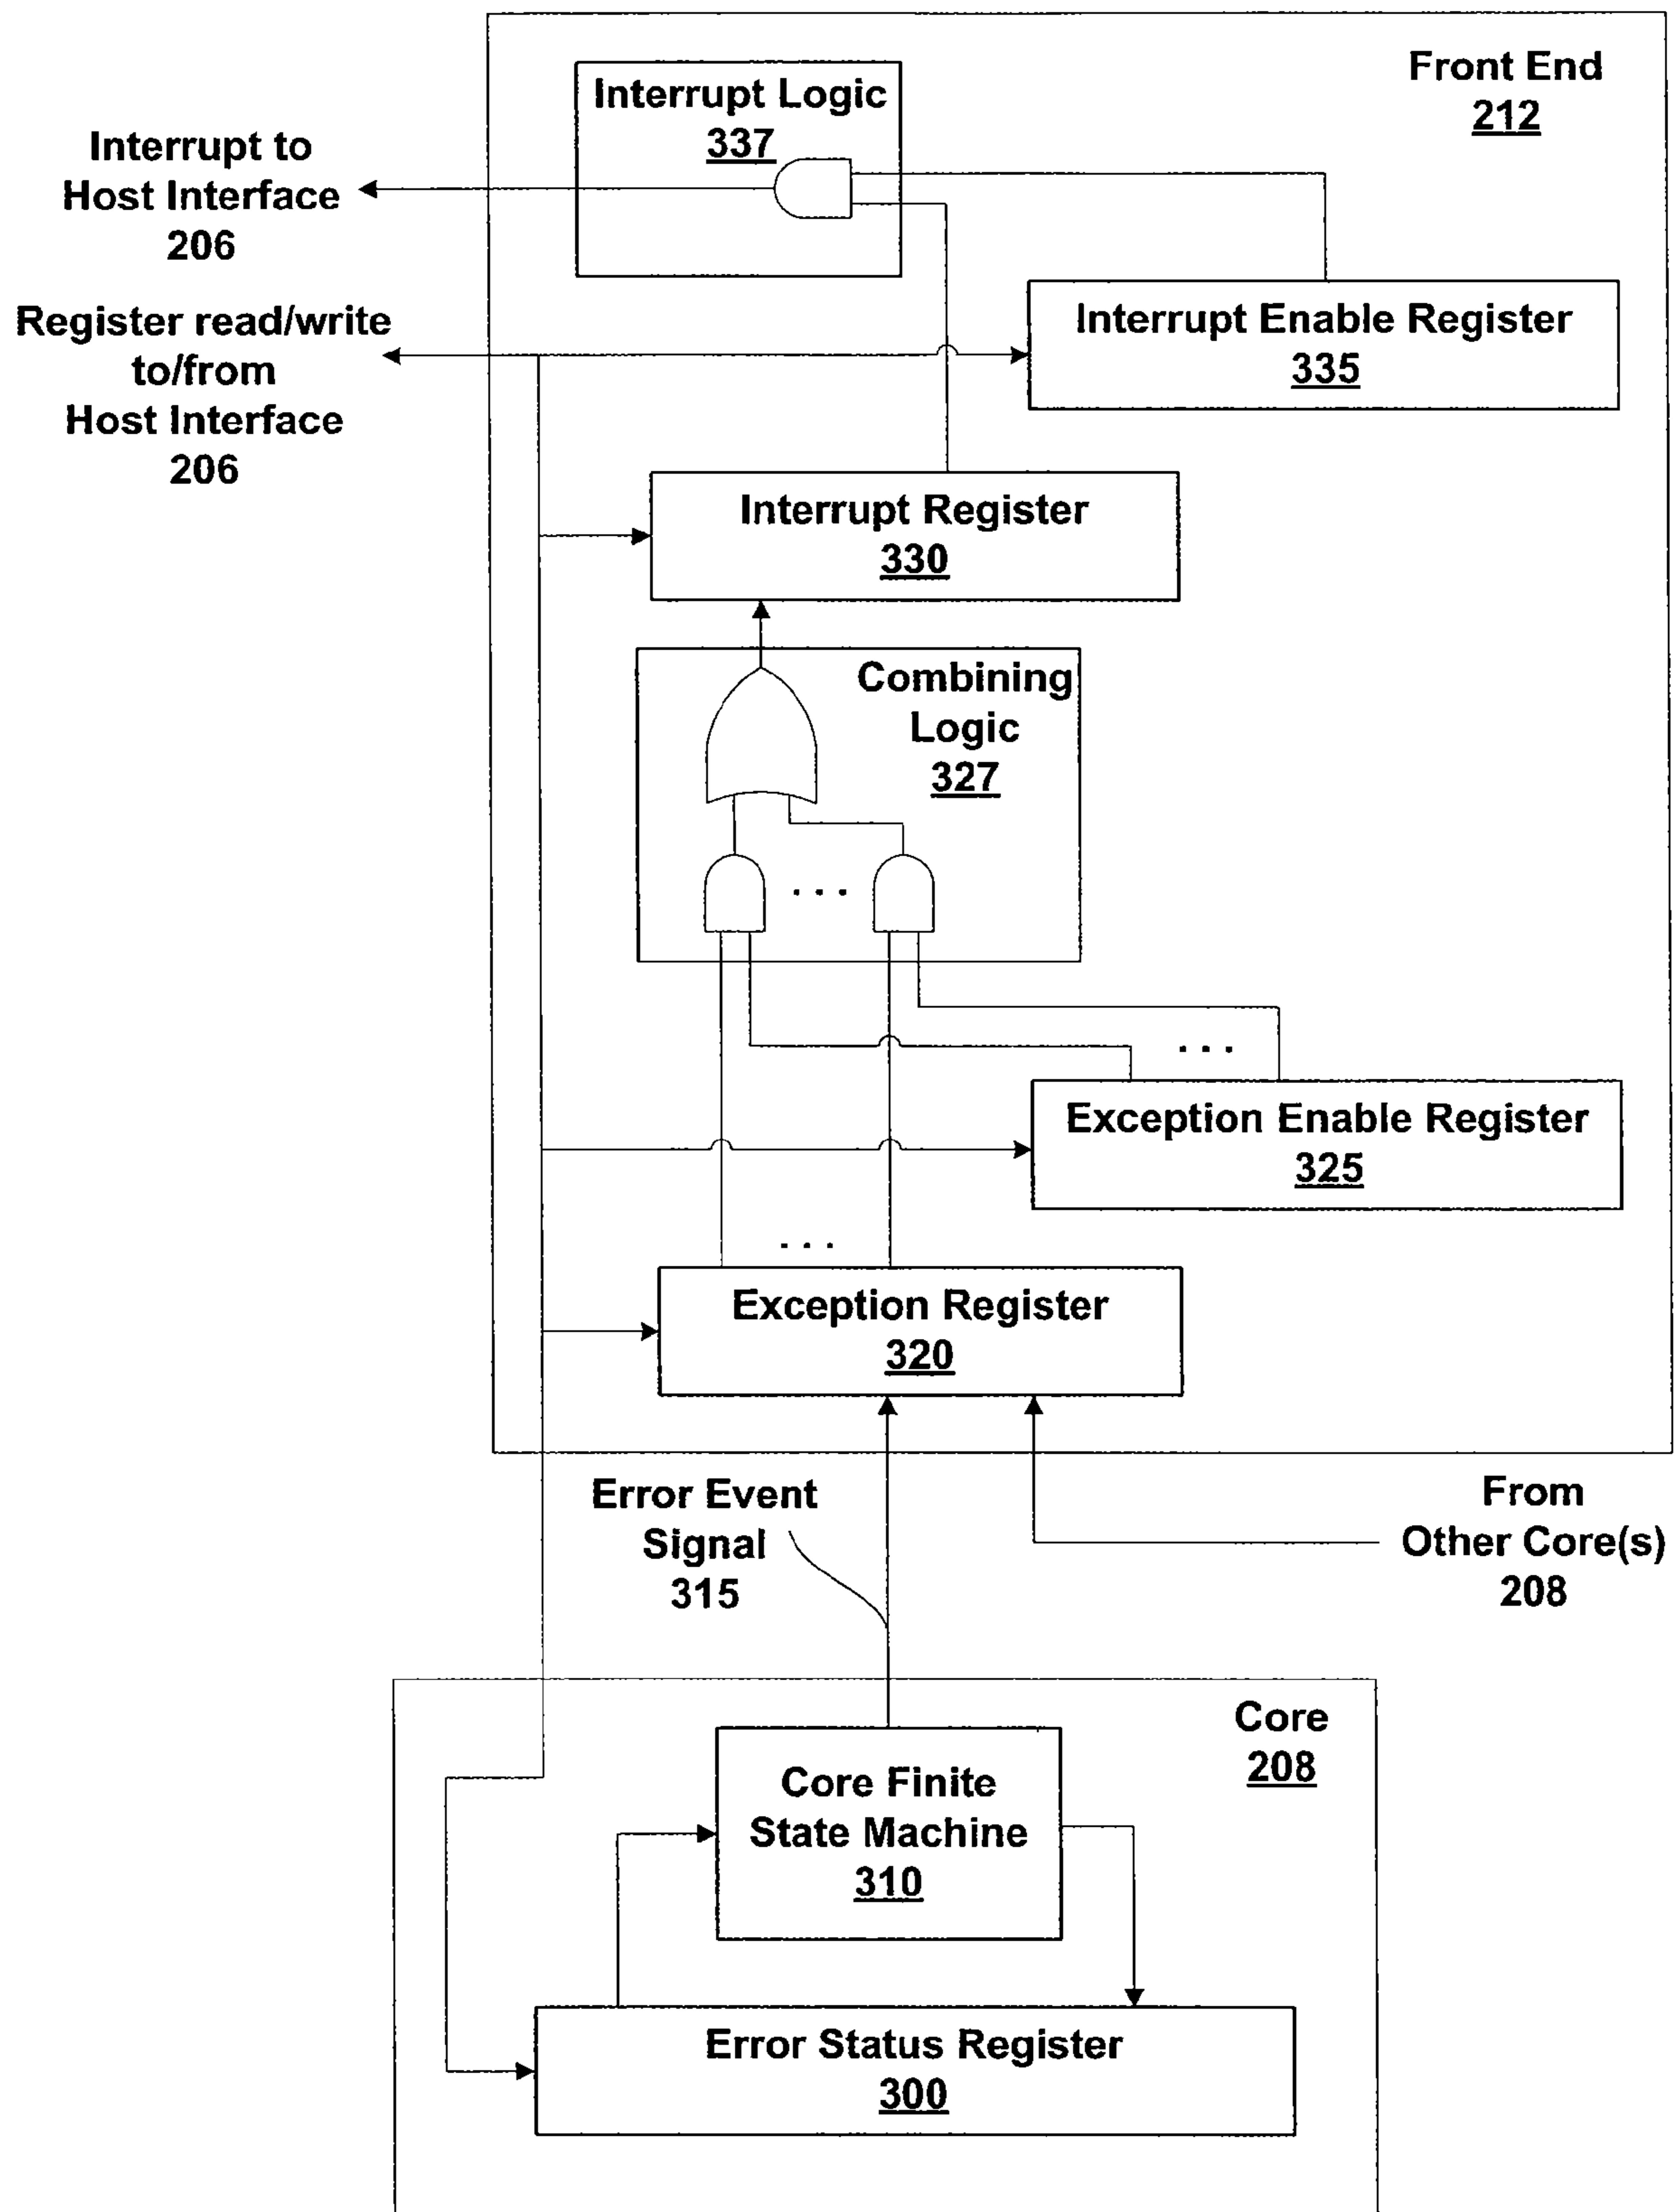 Front End
212
Interrupt Logic
337
Interrupt to
Host Interface
206
Interrupt Enable Register
335
Register read/write
to/from
Host Interface
206
Interrupt Register
330
Combining
Logic
327
. . .
. . .
Exception Enable Register
325
. . .
Exception Register
320
Error Event
Signal
315
From
Other Core(s)
208
Core
208
Core Finite
State Machine
310
Error Status Register
300